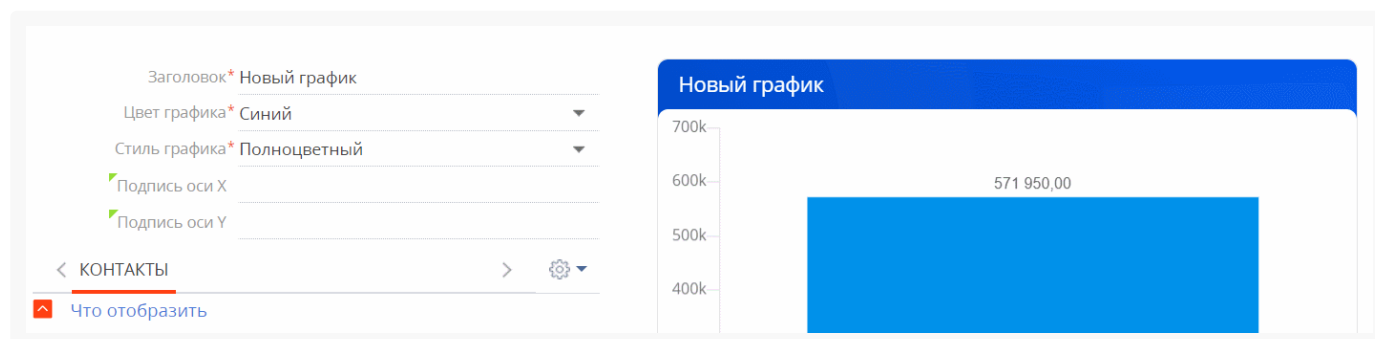 Заголовок* Новый график
Цвет графика* Синий
Стиль графика* Полноцветный
Подпись оси X
Подпись оси Y
КОНТАКТЫ
Что отобразить
Новый график
700k
600k
571 950,00
500k
400k